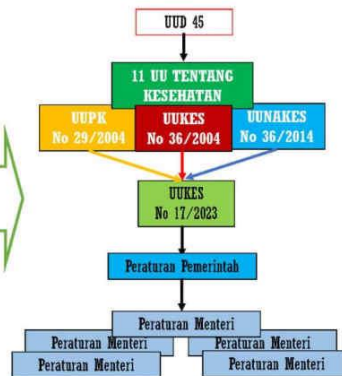 UUD 45
11 UU TENTANG
KESEHATAN
UUPK
No 29/2004
UUKES
No 36/2004
UUNAKES
No 36/2014
UUKES
No 17/2023
Peraturan Pemerintah
Peraturan Menteri
Peraturan Menteri
Peraturan Menteri
Peraturan Menteri
Peraturan Menteri